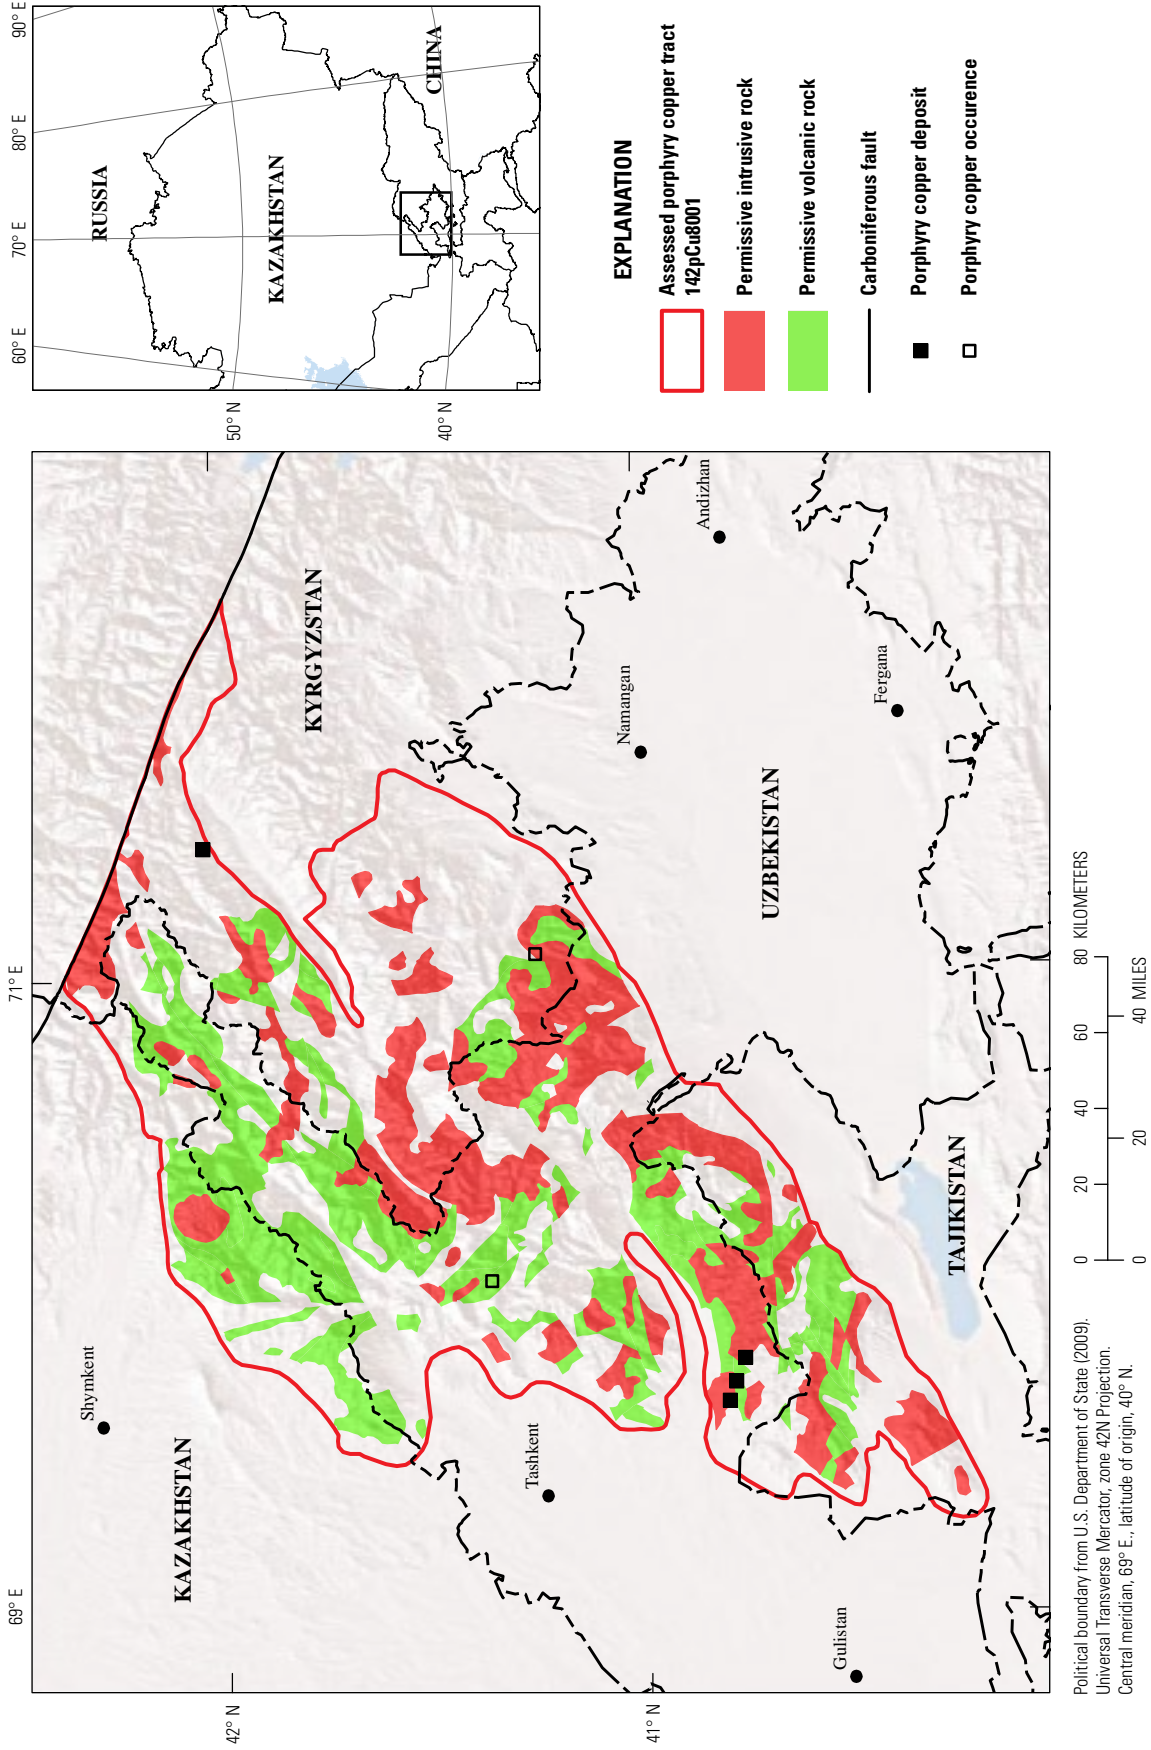 69° E
71° E
42° N
41° N
KAZAKHSTAN
Shymkent
Tashkent
Gulistan
KYRGYZSTAN
Namangan
Andizhan
Fergana
UZBEKISTAN
TAJIKISTAN
0 20 40 60 80 KILOMETERS
0 20 40 MILES
Political boundary from U.S. Department of State (2009).
Universal Transverse Mercator, zone 42N Projection.
Central meridian, 69° E., latitude of origin, 40° N.
60° E
70° E
80° E
90° E
50° N
40° N
RUSSIA
KAZAKHSTAN
CHINA
EXPLANATION
Assessed porphyry copper tract
142pCu8001
Permissive intrusive rock
Permissive volcanic rock
Carboniferous fault
Porphyry copper deposit
Porphyry copper occurence